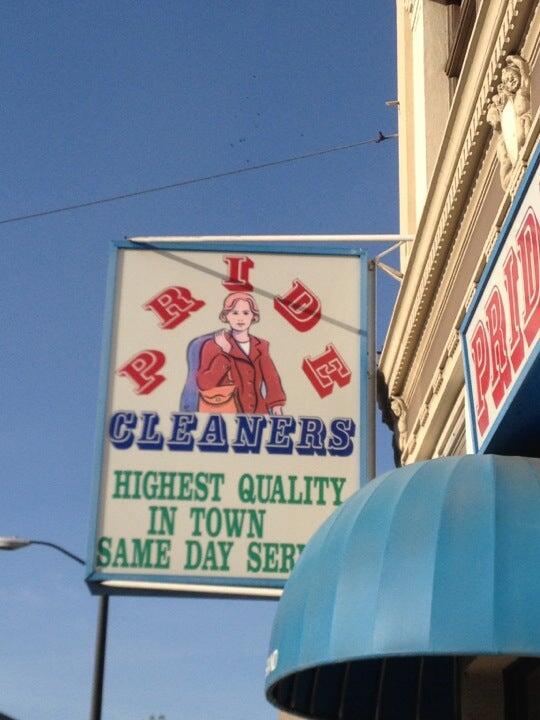 PRIDE
CLEANERS
HIGHEST QUALITY
IN TOWN
SAME DAY SER
PRID